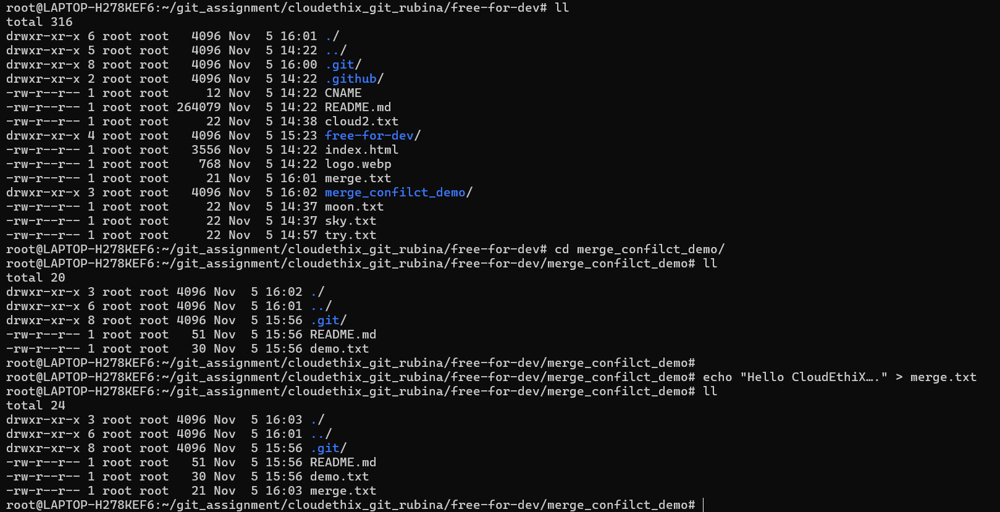 root@LAPTOP-H278KEF6:~/git_assignment/cloudethix_git_rubina/free-for-dev# ll
total 316
drwxr-xr-x 6 root root   4096 Nov  5 16:01 ./
drwxr-xr-x 5 root root   4096 Nov  5 14:22 ../
drwxr-xr-x 8 root root   4096 Nov  5 16:00 .git/
drwxr-xr-x 2 root root   4096 Nov  5 14:22 .github/
-rw-r--r-- 1 root root     12 Nov  5 14:22 CNAME
-rw-r--r-- 1 root root 264079 Nov  5 14:22 README.md
-rw-r--r-- 1 root root     22 Nov  5 14:38 cloud2.txt
drwxr-xr-x 4 root root   4096 Nov  5 15:23 free-for-dev/
-rw-r--r-- 1 root root   3556 Nov  5 14:22 index.html
-rw-r--r-- 1 root root    768 Nov  5 14:22 logo.webp
-rw-r--r-- 1 root root     21 Nov  5 16:01 merge.txt
drwxr-xr-x 3 root root   4096 Nov  5 16:02 merge_confilct_demo/
-rw-r--r-- 1 root root     22 Nov  5 14:37 moon.txt
-rw-r--r-- 1 root root     22 Nov  5 14:37 sky.txt
-rw-r--r-- 1 root root     22 Nov  5 14:57 try.txt
root@LAPTOP-H278KEF6:~/git_assignment/cloudethix_git_rubina/free-for-dev# cd merge_confilct_demo/
root@LAPTOP-H278KEF6:~/git_assignment/cloudethix_git_rubina/free-for-dev/merge_confilct_demo# ll
total 20
drwxr-xr-x 3 root root 4096 Nov  5 16:02 ./
drwxr-xr-x 6 root root 4096 Nov  5 16:01 ../
drwxr-xr-x 8 root root 4096 Nov  5 15:56 .git/
-rw-r--r-- 1 root root   51 Nov  5 15:56 README.md
-rw-r--r-- 1 root root   30 Nov  5 15:56 demo.txt
root@LAPTOP-H278KEF6:~/git_assignment/cloudethix_git_rubina/free-for-dev/merge_confilct_demo#
root@LAPTOP-H278KEF6:~/git_assignment/cloudethix_git_rubina/free-for-dev/merge_confilct_demo# echo "Hello CloudEthiX…." > merge.txt
root@LAPTOP-H278KEF6:~/git_assignment/cloudethix_git_rubina/free-for-dev/merge_confilct_demo# ll
total 24
drwxr-xr-x 3 root root 4096 Nov  5 16:03 ./
drwxr-xr-x 6 root root 4096 Nov  5 16:01 ../
drwxr-xr-x 8 root root 4096 Nov  5 15:56 .git/
-rw-r--r-- 1 root root   51 Nov  5 15:56 README.md
-rw-r--r-- 1 root root   30 Nov  5 15:56 demo.txt
-rw-r--r-- 1 root root   21 Nov  5 16:03 merge.txt
root@LAPTOP-H278KEF6:~/git_assignment/cloudethix_git_rubina/free-for-dev/merge_confilct_demo#